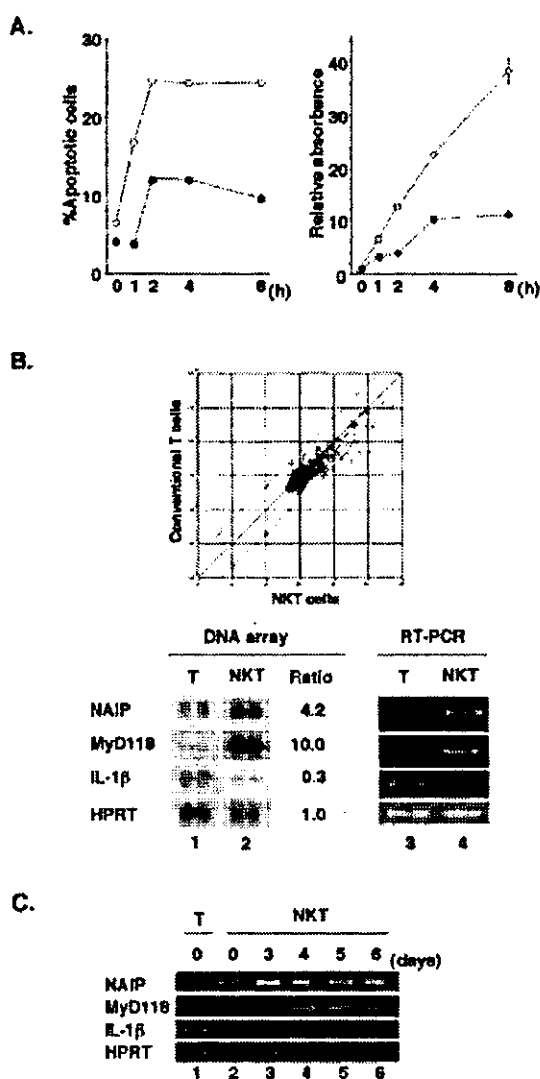 A.
%Apoptotic cells
30
20
10
0
0 1 2 4 8 (h)
Relative absorbence
40
30
20
10
0
0 1 2 4 8 (h)
B.
Conventional T cells
NKT cells
DNA array
RT-PCR
T NKT Ratio
T NKT
NAIP 4.2
MyD118 10.0
IL-1β 0.3
HPRT 1.0
1 2
3 4
C.
T NKT
0 0 3 4 5 6 (days)
NAIP
MyD118
IL-1β
HPRT
1 2 3 4 5 6